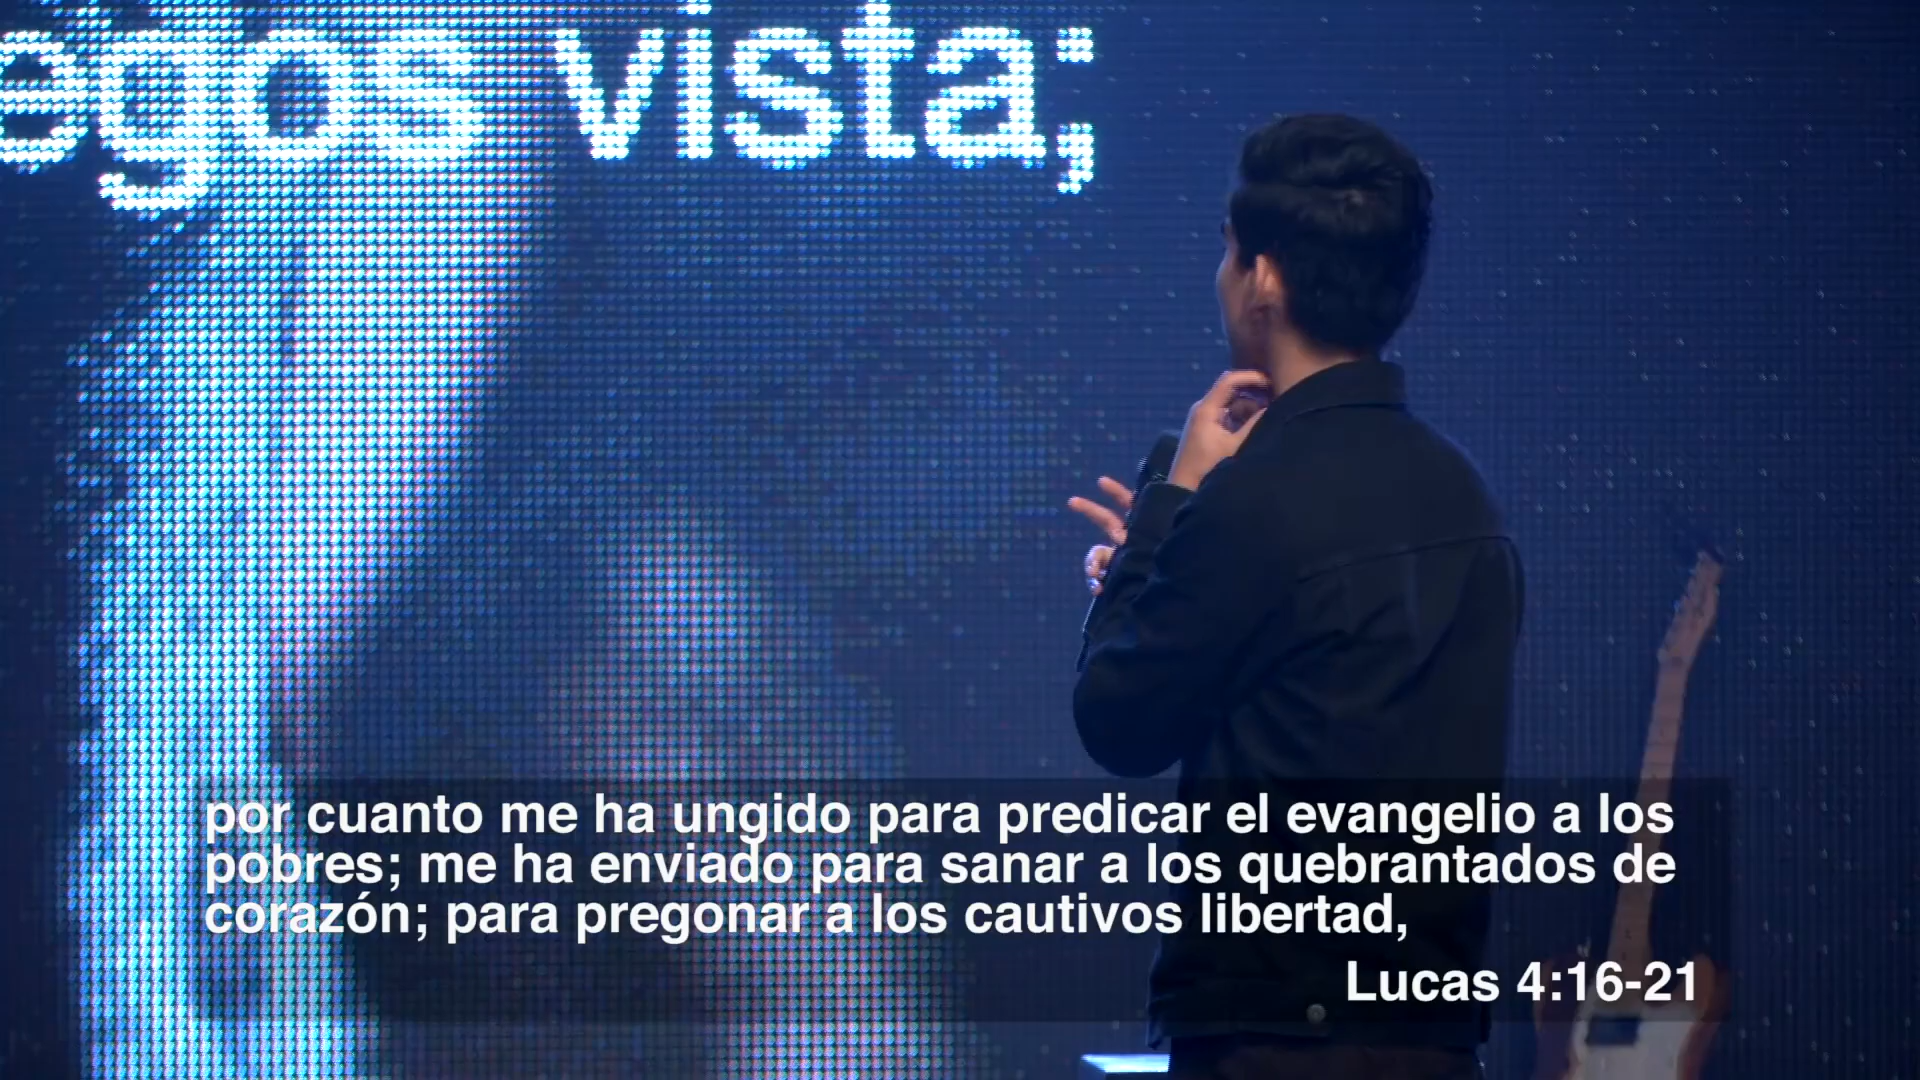 egos vista;
por cuanto me ha ungido para predicar el evangelio a los
pobres; me ha enviado para sanar a los quebrantados de
corazón; para pregonar a los cautivos libertad,
Lucas 4:16-21